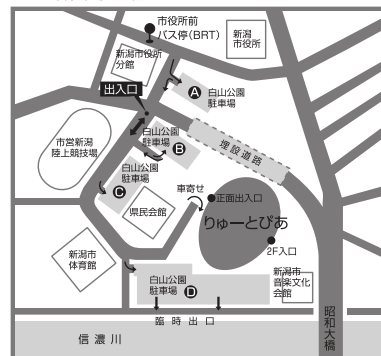 市役所前
バス停（BRT）
新潟
市役所
新潟市役所
分館
A
白山公園
駐車場
出入口
白山公園
駐車場
B
埋設道路
市営新潟
陸上競技場
C
白山公園
駐車場
車寄せ
正面出入口
りゅーとぴあ
県民会館
2F入口
新潟市
体育館
白山公園
駐車場 D
新潟市
音楽文化
会館
臨時出口
昭和大橋
信濃川